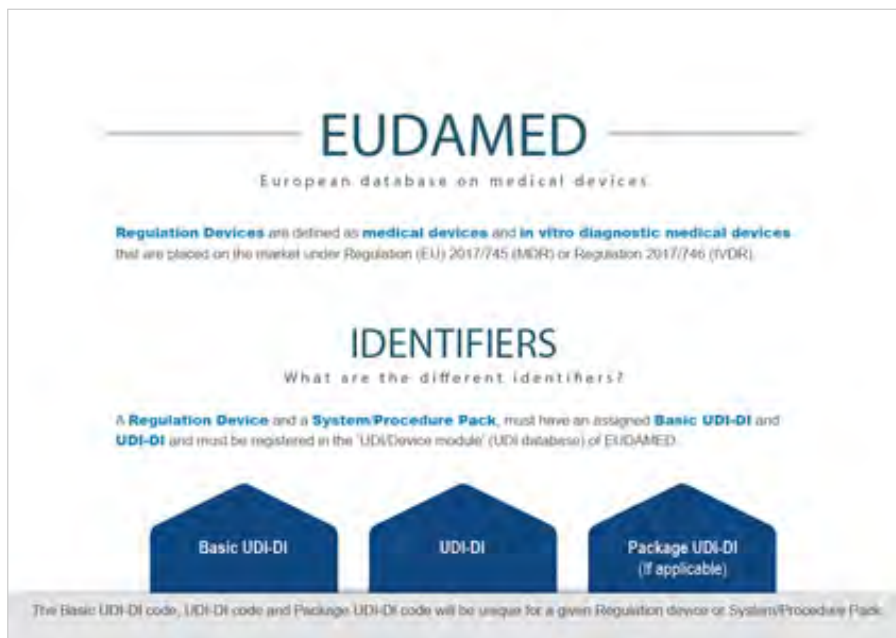 EUDAMED
European database on medical devices
Regulation Devices are defined as medical devices and in vitro diagnostic medical devices
that are placed on the market under Regulation (EU) 2017/745 (MDR) or Regulation 2017/746 (IVDR).
IDENTIFIERS
What are the different identifiers?
A Regulation Device and a System/Procedure Pack, must have an assigned Basic UDI-DI and
UDI-DI and must be registered in the 'UDI/Device module' (UDI database) of EUDAMED.
Basic UDI-DI
UDI-DI
Package UDI-DI
(If applicable)
The Basic UDI-DI code, UDI-DI code and Package UDI-DI code will be unique for a given Regulation device or System/Procedure Pack.